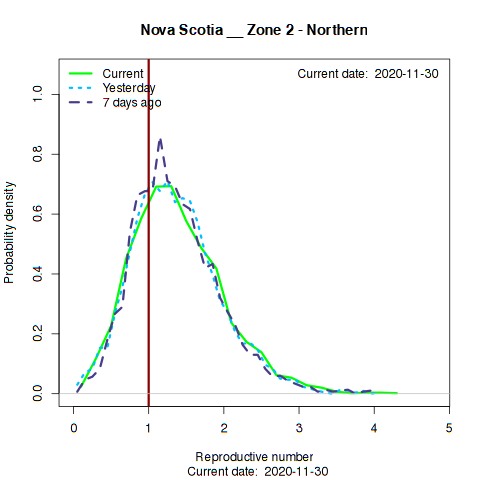 Nova Scotia __ Zone 2 - Northern
Current
Yesterday
7 days ago
Current date:  2020-11-30
Probability density
1.0
0.8
0.6
0.4
0.2
0.0
0 1 2 3 4 5
Reproductive number
Current date:  2020-11-30